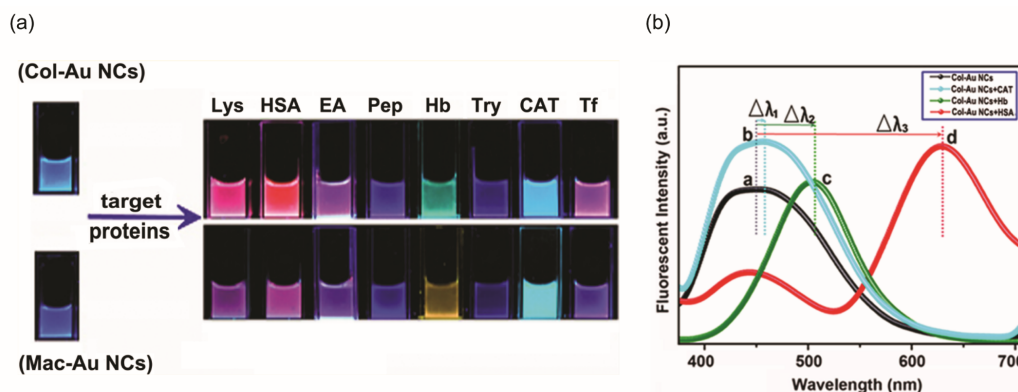 (a)
(Col-Au NCs)
(Mac-Au NCs)
target
proteins
Lys HSA EA Pep Hb Try CAT Tf
(b)
Fluorescent Intensity (a.u.)
Col-Au NCs
Col-Au NCs+CAT
Col-Au NCs+Hb
Col-Au NCs+HSA
Δλ1
Δλ2
Δλ3
b
a
c
d
400 500 600 700
Wavelength (nm)